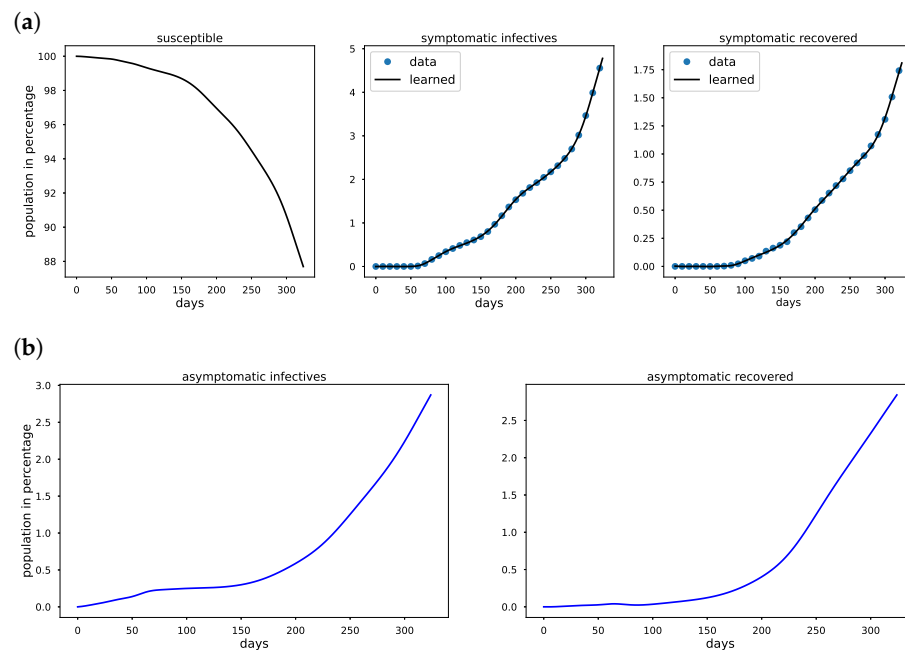 (a)
susceptible
symptomatic infectives
symptomatic recovered
population in percentage
100
98
96
94
92
90
88
0 50 100 150 200 250 300
days
data
learned
5
4
3
2
1
0
0 50 100 150 200 250 300
days
data
learned
1.75
1.50
1.25
1.00
0.75
0.50
0.25
0.00
0 50 100 150 200 250 300
days
(b)
asymptomatic infectives
asymptomatic recovered
population in percentage
3.0
2.5
2.0
1.5
1.0
0.5
0.0
0 50 100 150 200 250 300
days
2.5
2.0
1.5
1.0
0.5
0.0
0 50 100 150 200 250 300
days